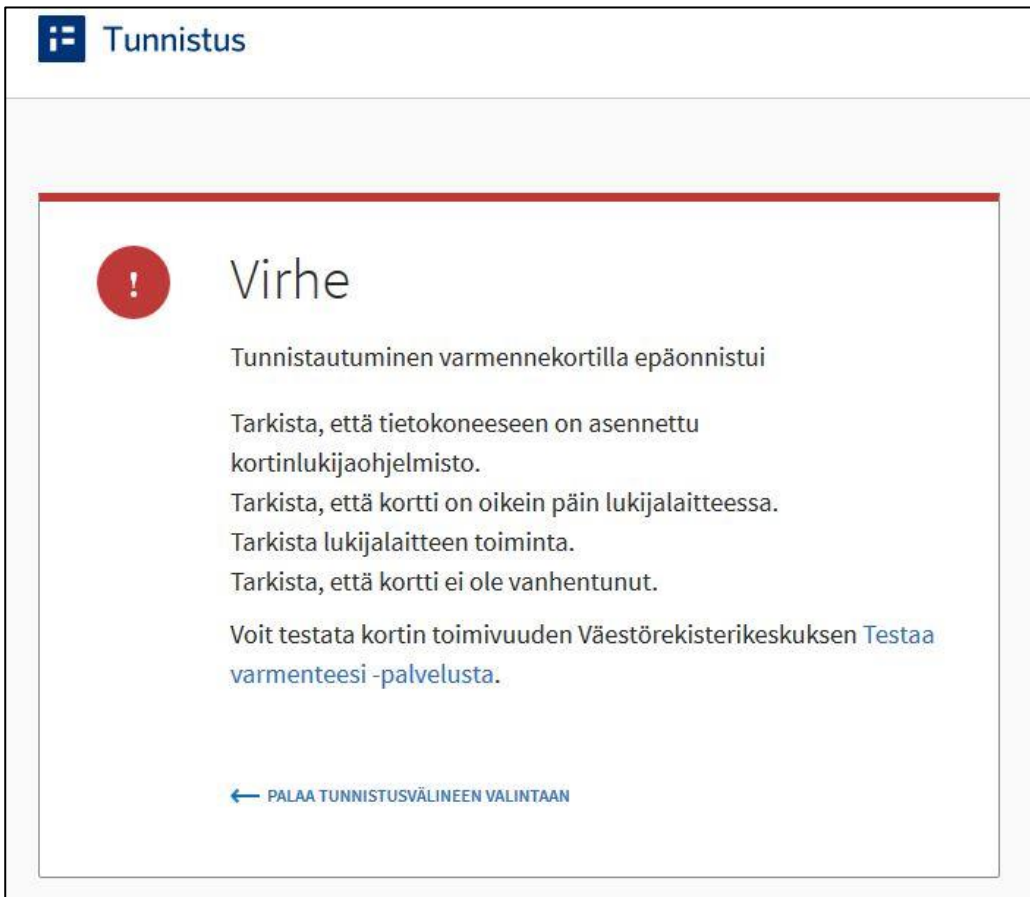 Tunnistus
Virhe
Tunnistautuminen varmennekortilla epäonnistui
Tarkista, että tietokoneeseen on asennettu
kortinlukijaohjelmisto.
Tarkista, että kortti on oikein päin lukijalaitteessa.
Tarkista lukijalaitteen toiminta.
Tarkista, että kortti ei ole vanhentunut.
Voit testata kortin toimivuuden Väestörekisterikeskuksen Testaa
varmenteesi -palvelusta.
← PALAA TUNNISTUSVÄLINEEN VALINTAAN